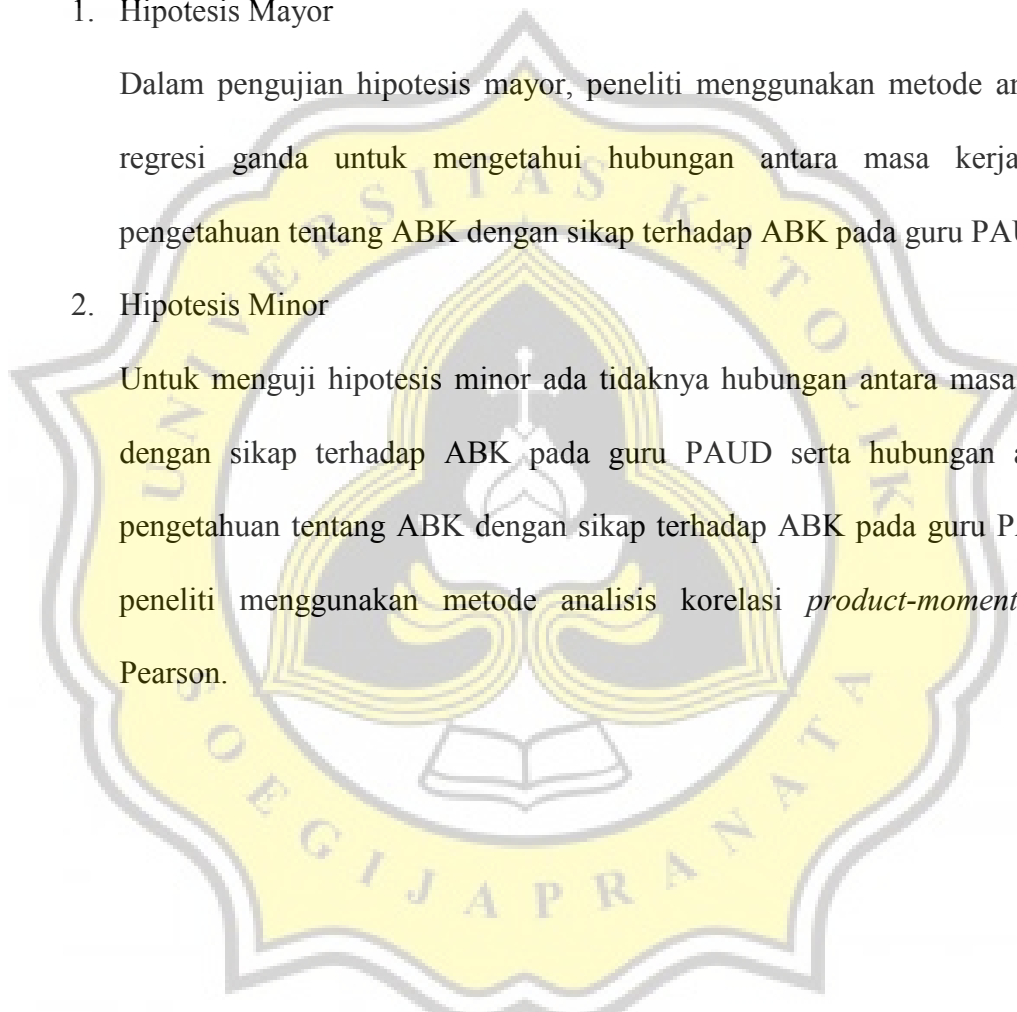 1. Hipotesis Mayor
Dalam pengujian hipotesis mayor, peneliti menggunakan metode
regresi ganda untuk mengetahui hubungan antara masa kerja
pengetahuan tentang ABK dengan sikap terhadap ABK pada guru
2. Hipotesis Minor
Untuk menguji hipotesis minor ada tidaknya hubungan antara masa
dengan sikap terhadap ABK pada guru PAUD serta hubungan
pengetahuan tentang ABK dengan sikap terhadap ABK pada guru
peneliti menggunakan metode analisis korelasi product-moment
Pearson.
UNIVERSITAS KATOLIK
SOEGIJAPRANATA